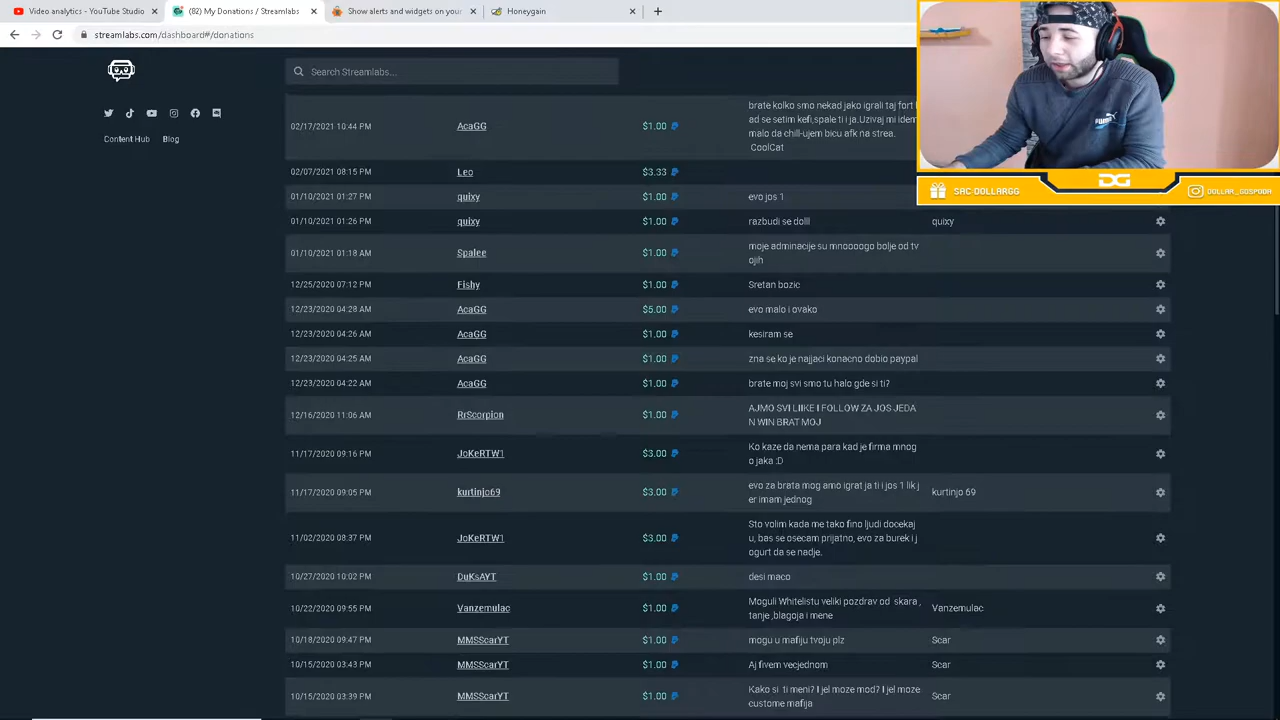 Video analytics - YouTube Studio
(82) My Donations / Streamlabs
Show alerts and widgets on your
Honeygain
streamlabs.com/dashboard#/donations
Search Streamlabs...
Content Hub Blog
SAC-DOLLARGG
DG
DOLLAR_GOSPODA
02/17/2021 10:44 PM AcaGG $1.00 brate kolko smo nekad jako igrali taj fort
ad se setim kefi,spale ti i ja.Uzivaj mi idem
malo da chill-ujem bicu afk na strea.
CoolCat
02/07/2021 08:15 PM Leo $3.33
01/10/2021 01:27 PM quixy $1.00 evo jos 1
01/10/2021 01:26 PM quixy $1.00 razbudi se dolll quixy
01/10/2021 01:18 AM Spalee $1.00 moje adminacije su mnoooogo bolje od tv
ojih
12/25/2020 07:12 PM Fishy $1.00 Sretan bozic
12/23/2020 04:28 AM AcaGG $5.00 evo malo i ovako
12/23/2020 04:26 AM AcaGG $1.00 kesiram se
12/23/2020 04:25 AM AcaGG $1.00 zna se ko je najjaci konacno dobio paypal
12/23/2020 04:22 AM AcaGG $1.00 brate moj svi smo tu halo gde si ti?
12/16/2020 11:06 AM RrScorpion $1.00 AJMO SVI LIIKE I FOLLOW ZA JOS JEDA
N WIN BRAT MOJ
11/17/2020 09:16 PM JoKeRTW1 $3.00 Ko kaze da nema para kad je firma mnog
o jaka :D
11/17/2020 09:05 PM kurtinjo69 $3.00 evo za brata mog amo igrat ja ti i jos 1 lik j
er imam jednog kurtinjo 69
11/02/2020 08:37 PM JoKeRTW1 $3.00 Sto volim kada me tako fino ljudi docekaj
u, bas se osecam prijatno, evo za burek i j
ogurt da se nadje.
10/27/2020 10:02 PM DuKsAYT $1.00 desi maco
10/22/2020 09:55 PM Vanzemulac $1.00 Moguli Whitelistu veliki pozdrav od skara ,
tanje ,blagoja i mene Vanzemulac
10/18/2020 09:47 PM MMSScarYT $1.00 mogu u mafiju tvoju plz Scar
10/15/2020 03:43 PM MMSScarYT $1.00 Aj fivem vecjednom Scar
10/15/2020 03:39 PM MMSScarYT $1.00 Kako si ti meni? I jel moze mod? I jel moze
custome mafija Scar